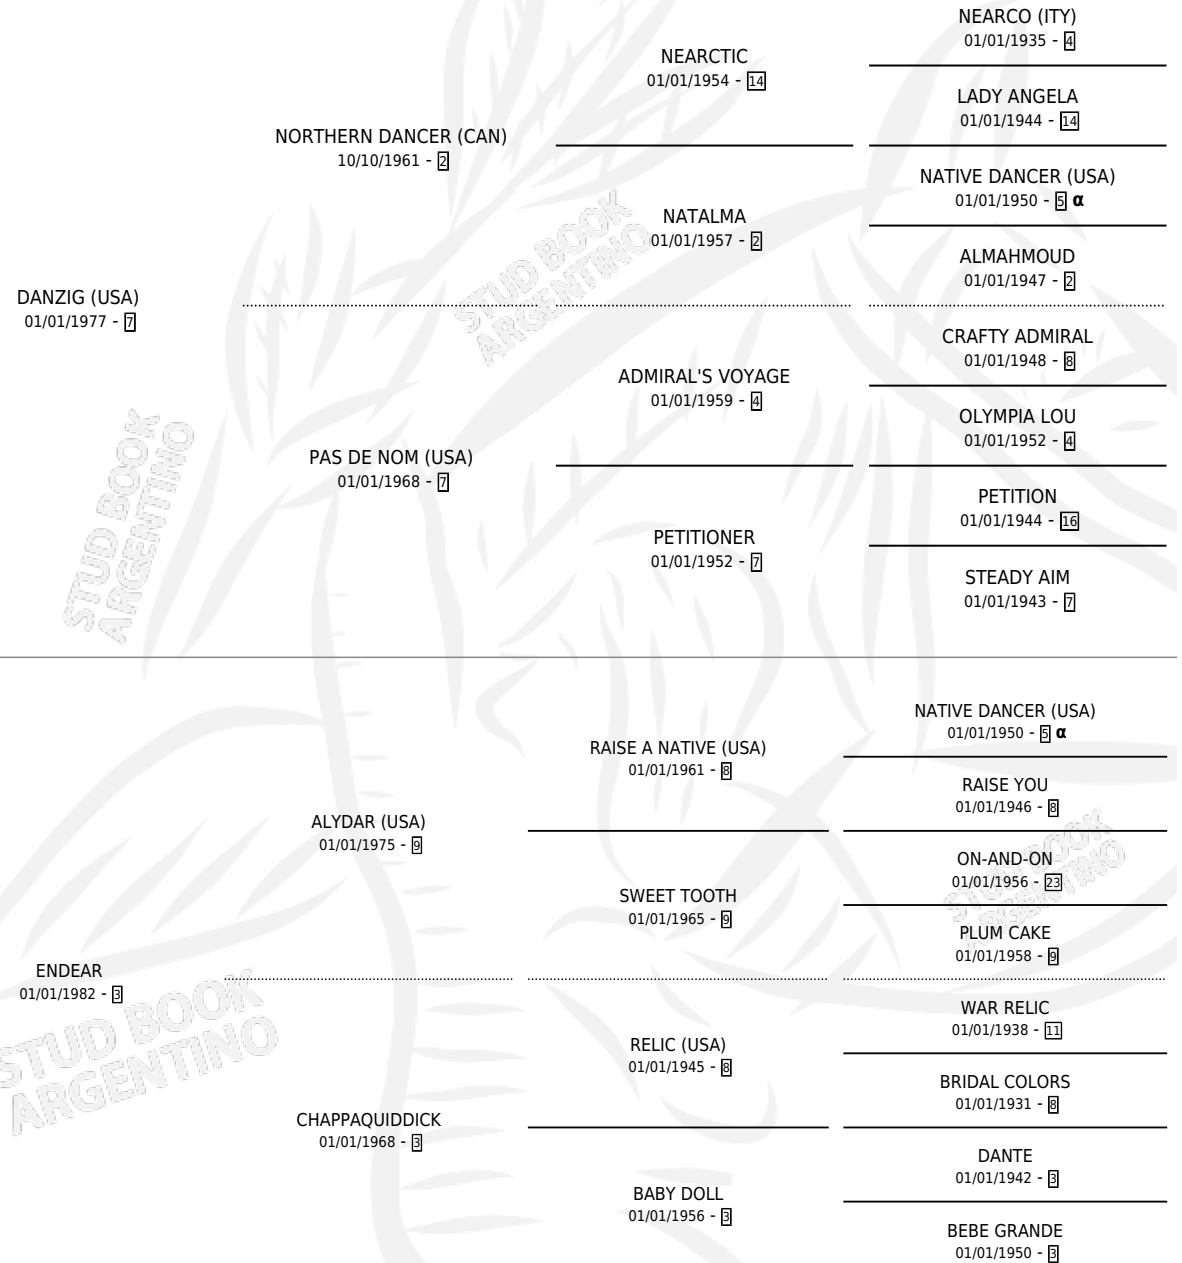 NEARCO (ITY)
01/01/1935 - 4
NEARCTIC
01/01/1954 - 14
LADY ANGELA
01/01/1944 - 14
NORTHERN DANCER (CAN)
10/10/1961 - 2
NATIVE DANCER (USA)
01/01/1950 - 5 α
NATALMA
01/01/1957 - 2
ALMAHMOUD
01/01/1947 - 2
DANZIG (USA)
01/01/1977 - 7
CRAFTY ADMIRAL
01/01/1948 - 8
ADMIRAL'S VOYAGE
01/01/1959 - 4
OLYMPIA LOU
01/01/1952 - 4
PAS DE NOM (USA)
01/01/1968 - 7
PETITION
01/01/1944 - 16
PETITIONER
01/01/1952 - 7
STEADY AIM
01/01/1943 - 7
NATIVE DANCER (USA)
01/01/1950 - 5 α
RAISE A NATIVE (USA)
01/01/1961 - 8
RAISE YOU
01/01/1946 - 8
ALYDAR (USA)
01/01/1975 - 9
ON-AND-ON
01/01/1956 - 23
SWEET TOOTH
01/01/1965 - 9
PLUM CAKE
01/01/1958 - 9
ENDEAR
01/01/1982 - 3
WAR RELIC
01/01/1938 - 11
RELIC (USA)
01/01/1945 - 8
BRIDAL COLORS
01/01/1931 - 8
CHAPPAQUIDDICK
01/01/1968 - 3
DANTE
01/01/1942 - 3
BABY DOLL
01/01/1956 - 3
BEBE GRANDE
01/01/1950 - 3
STUD BOOK
ARGENTINO
STUD BOOK
ARGENTINO
STUD BOOK
ARGENTINO
STUD BOOK
ARGENTINO